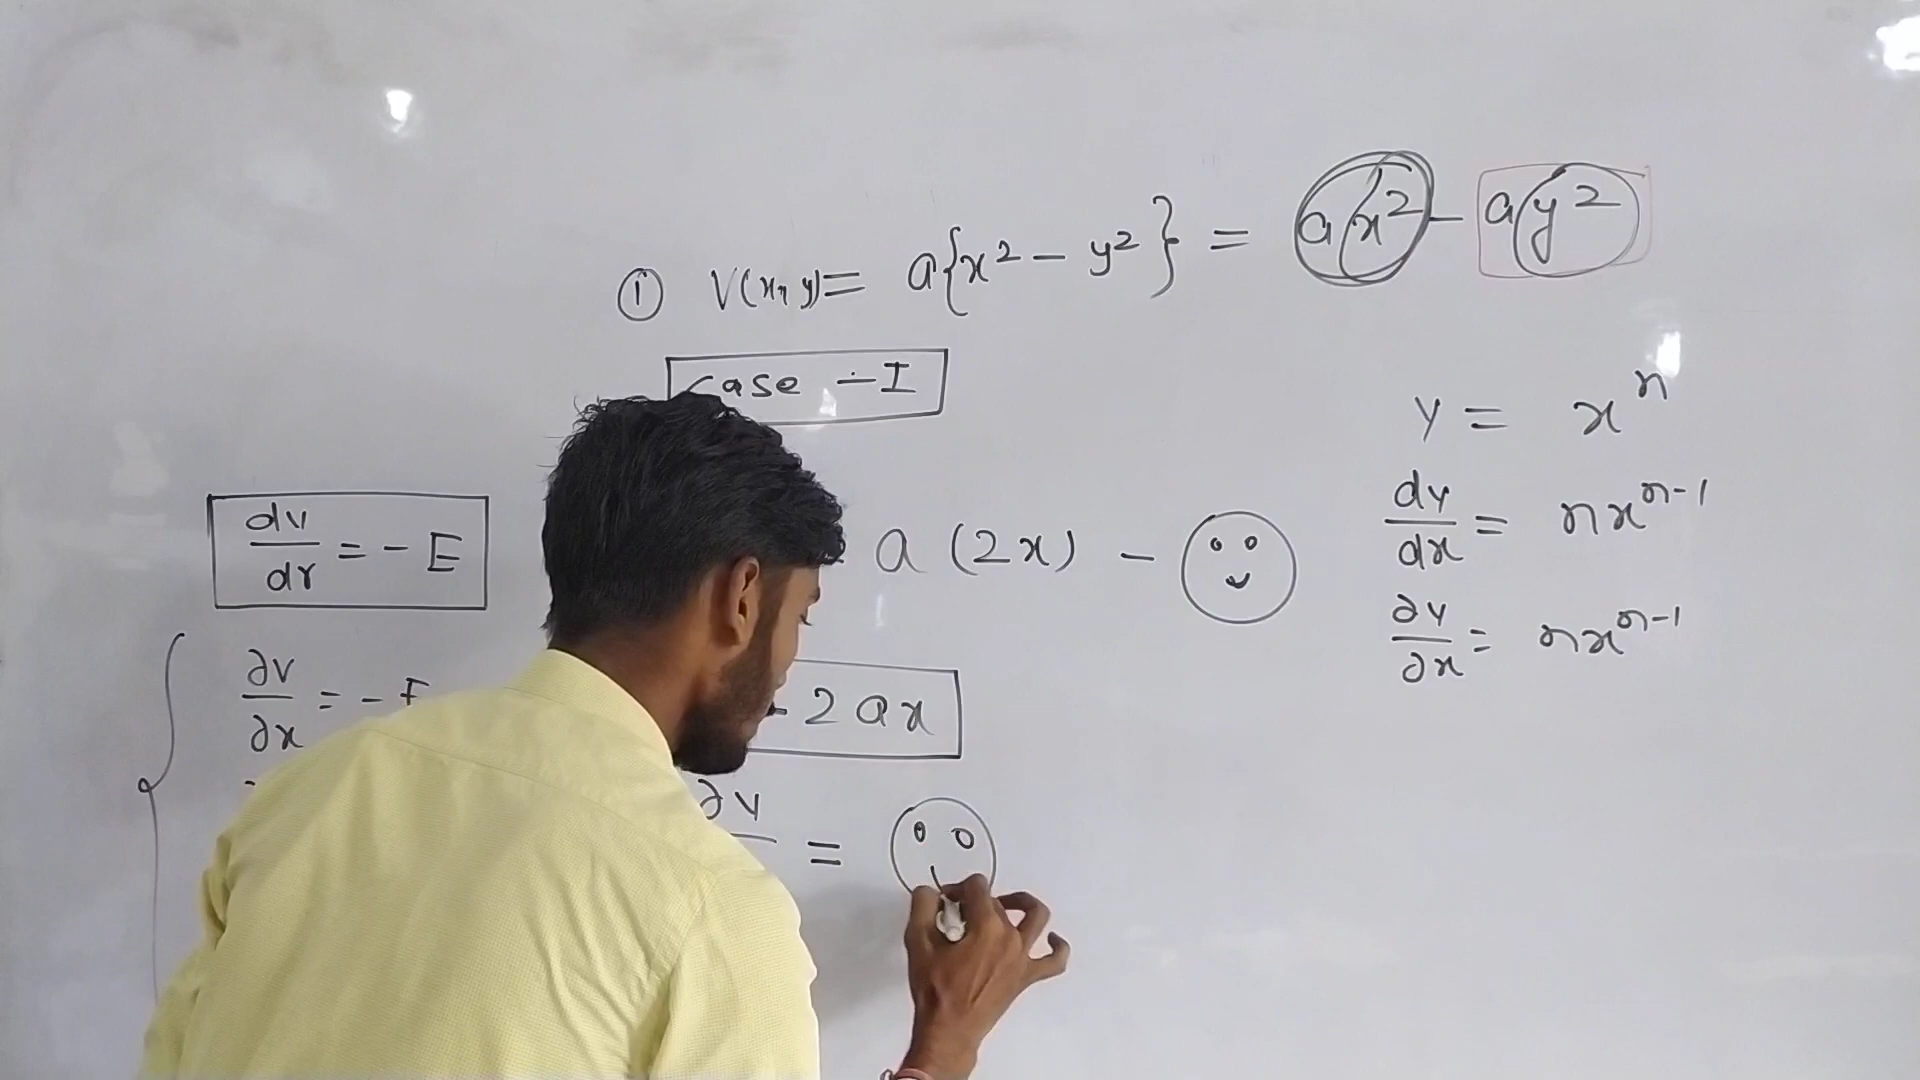 ① V(x, y) = a{x² - y²} = ax² - ay²
case - I
y = xⁿ
dy/dx = nxⁿ⁻¹
∂y/∂x = nxⁿ⁻¹
dv/dr = - E
a (2x) -
∂v/∂x = -
- 2ax
∂v
=